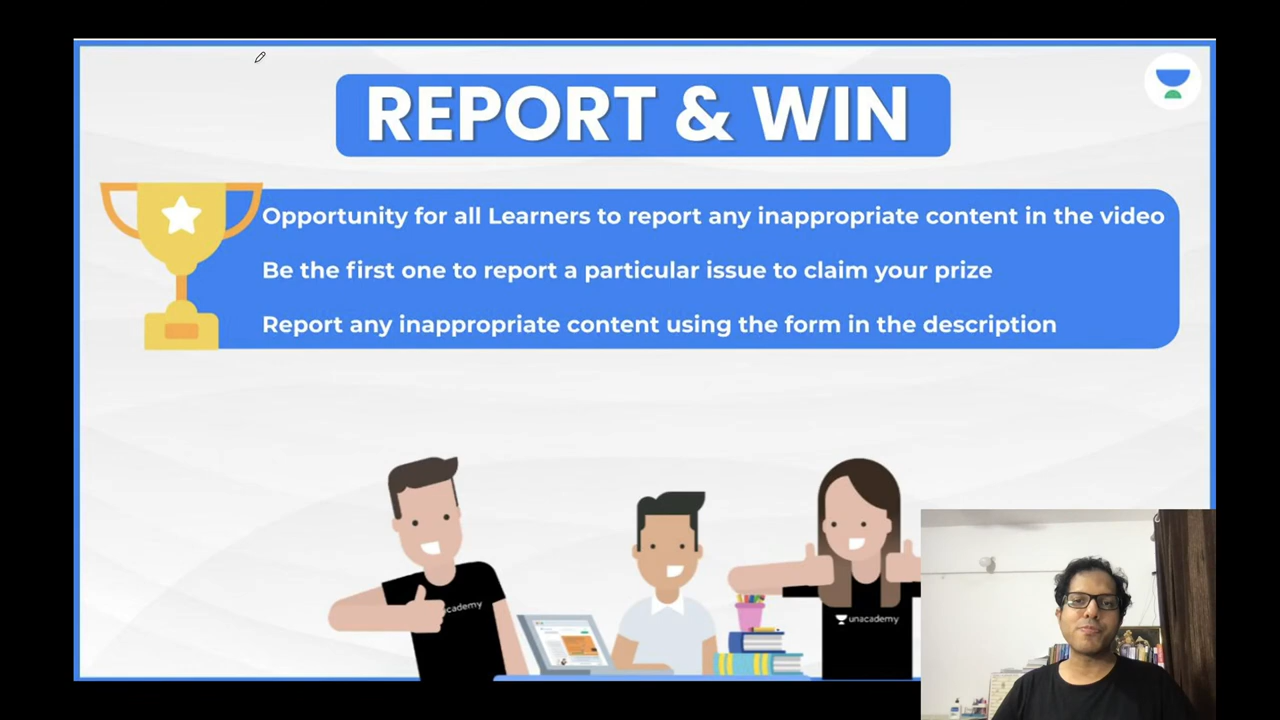 REPORT & WIN
Opportunity for all Learners to report any inappropriate content in the video
Be the first one to report a particular issue to claim your prize
Report any inappropriate content using the form in the description
academy
unacademy